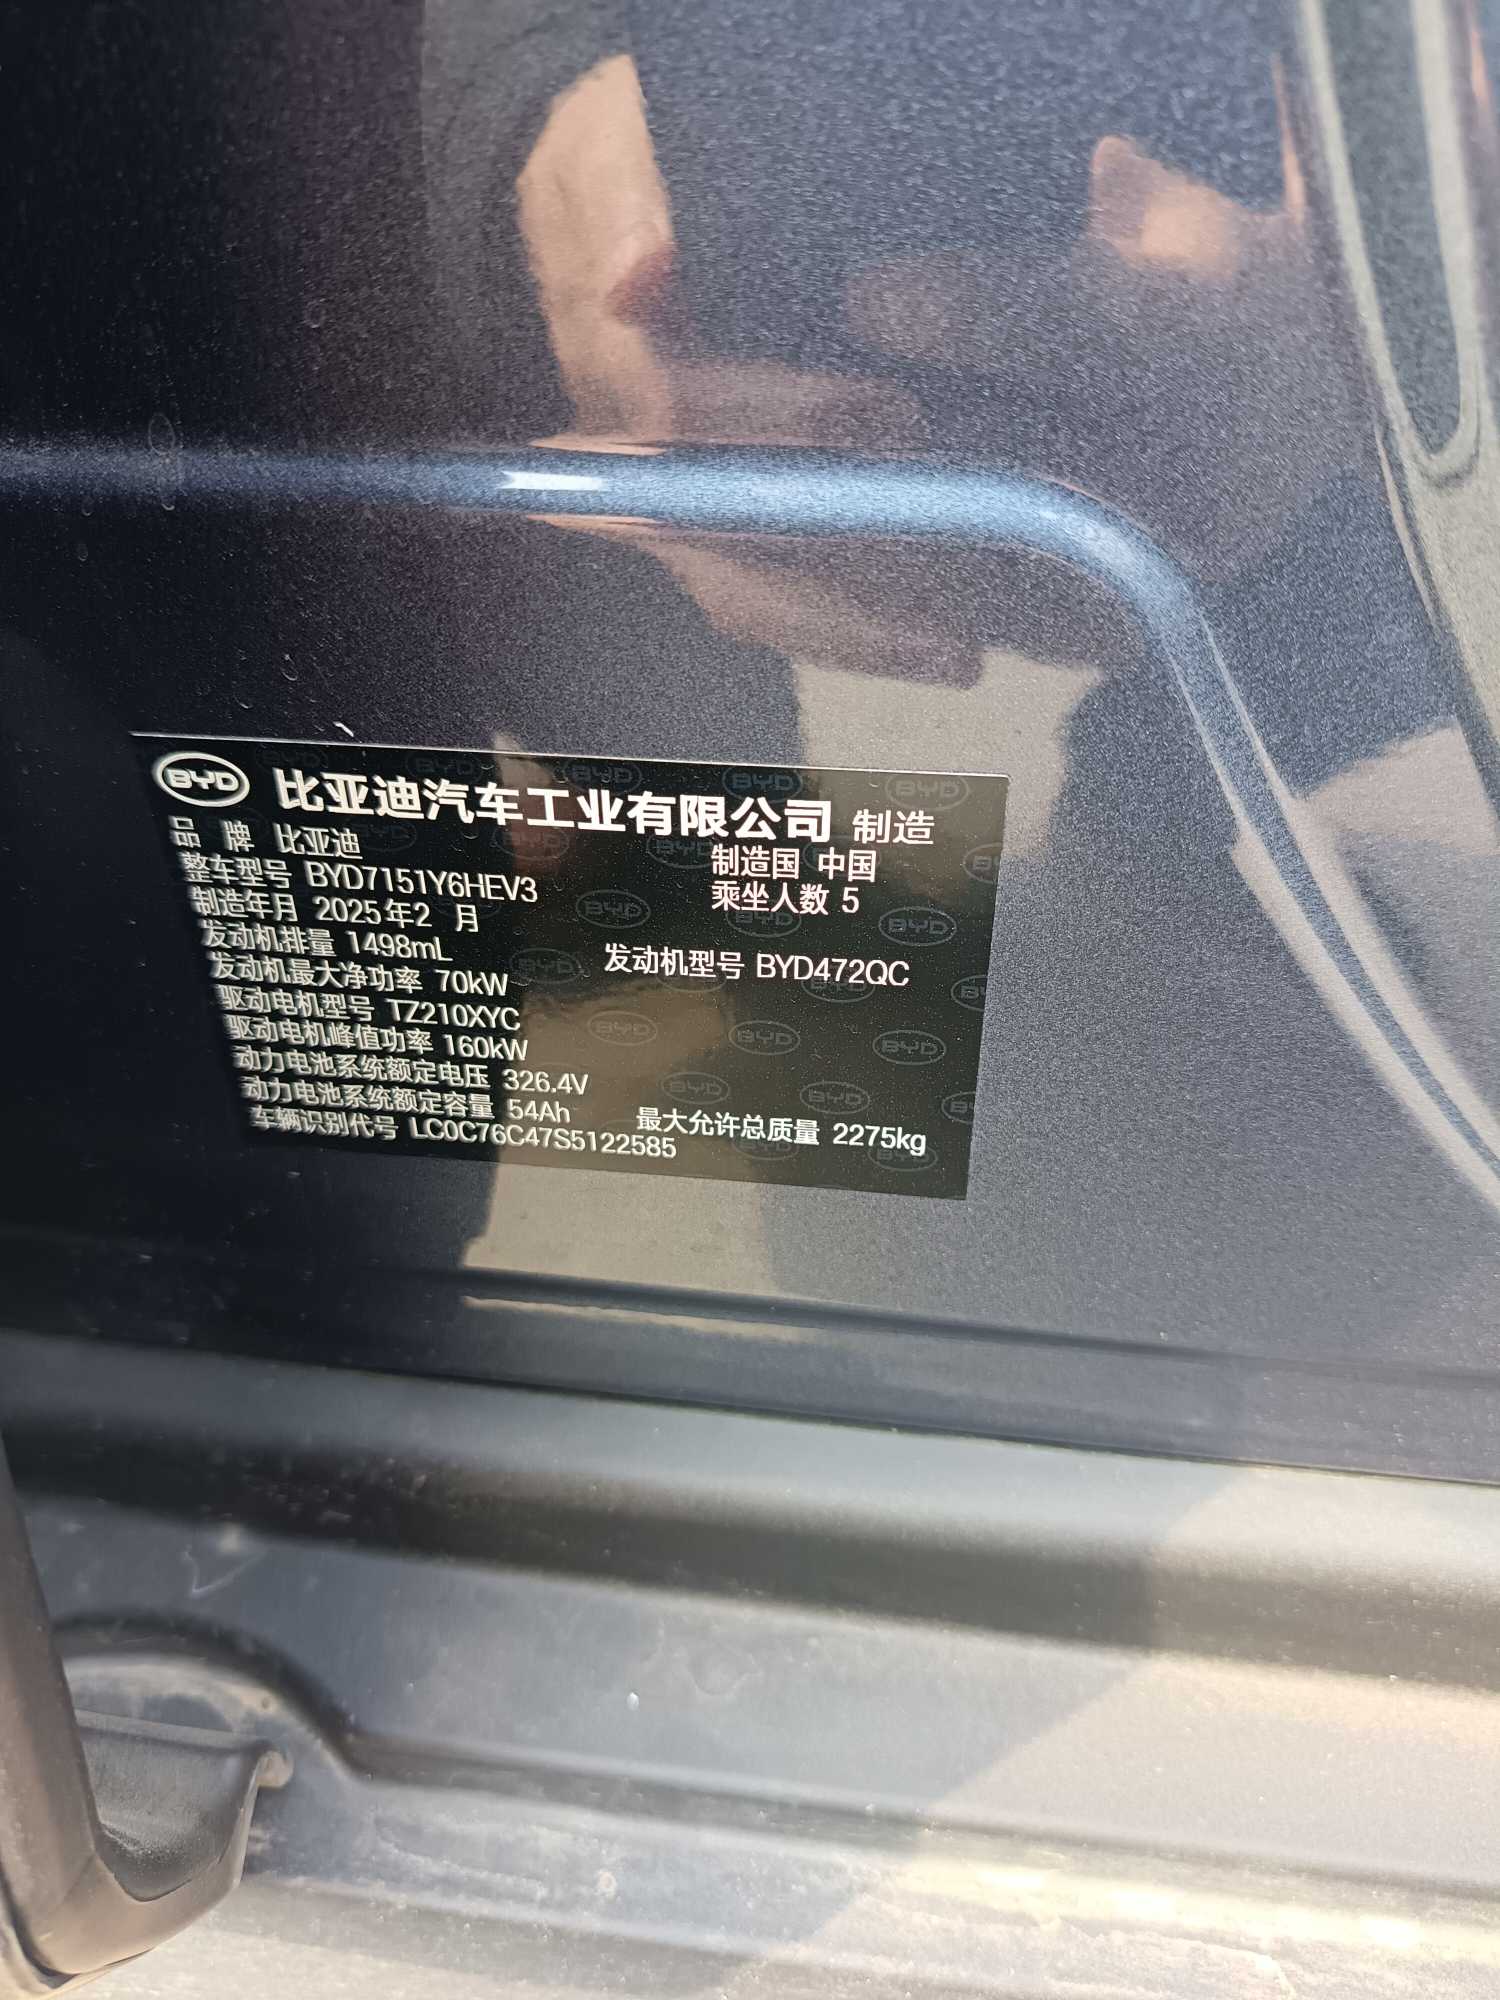 BYD 比亚迪汽车工业有限公司 制造
品 牌 比亚迪 制造国 中国
整车型号 BYD7151Y6HEV3 乘坐人数 5
制造年月 2025年2 月
发动机排量 1498mL 发动机型号 BYD472QC
发动机最大净功率 70kW
驱动电机型号 TZ210XYC
驱动电机峰值功率 160kW
动力电池系统额定电压 326.4V
动力电池系统额定容量 54Ah 最大允许总质量 2275kg
车辆识别代号 LC0C76C47S5122585